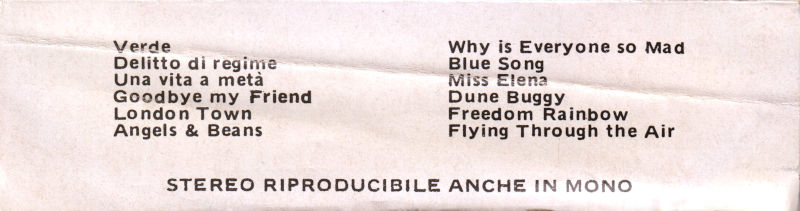 Verde
Delitto di regime
Una vita a metà
Goodbye my Friend
London Town
Angels & Beans
Why is Everyone so Mad
Blue Song
Miss Elena
Dune Buggy
Freedom Rainbow
Flying Through the Air
STEREO RIPRODUCIBILE ANCHE IN MONO